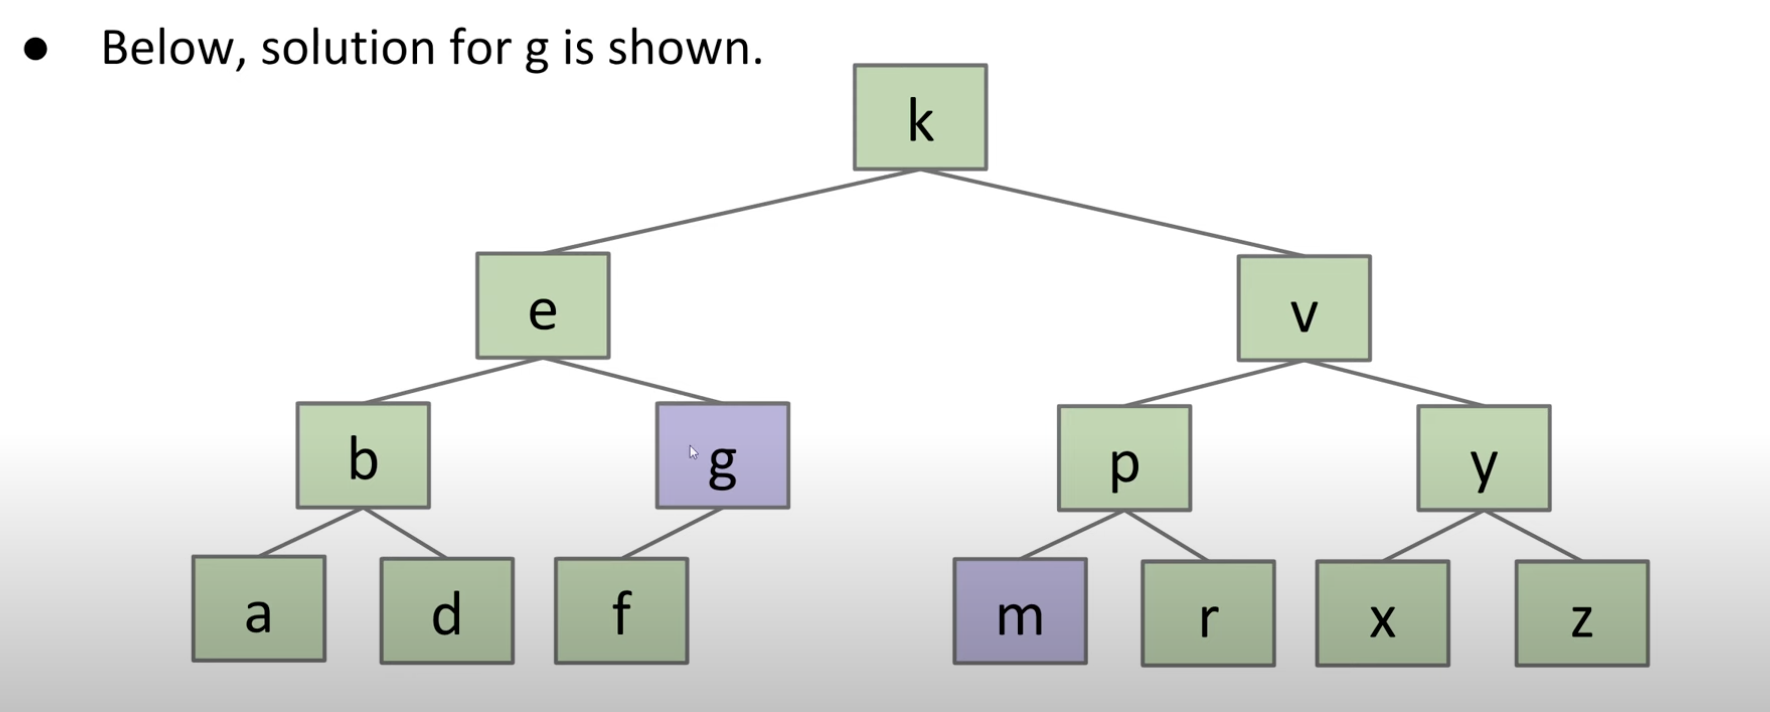 ● Below, solution for g is shown.
k
e v
b g p y
a d f m r x z